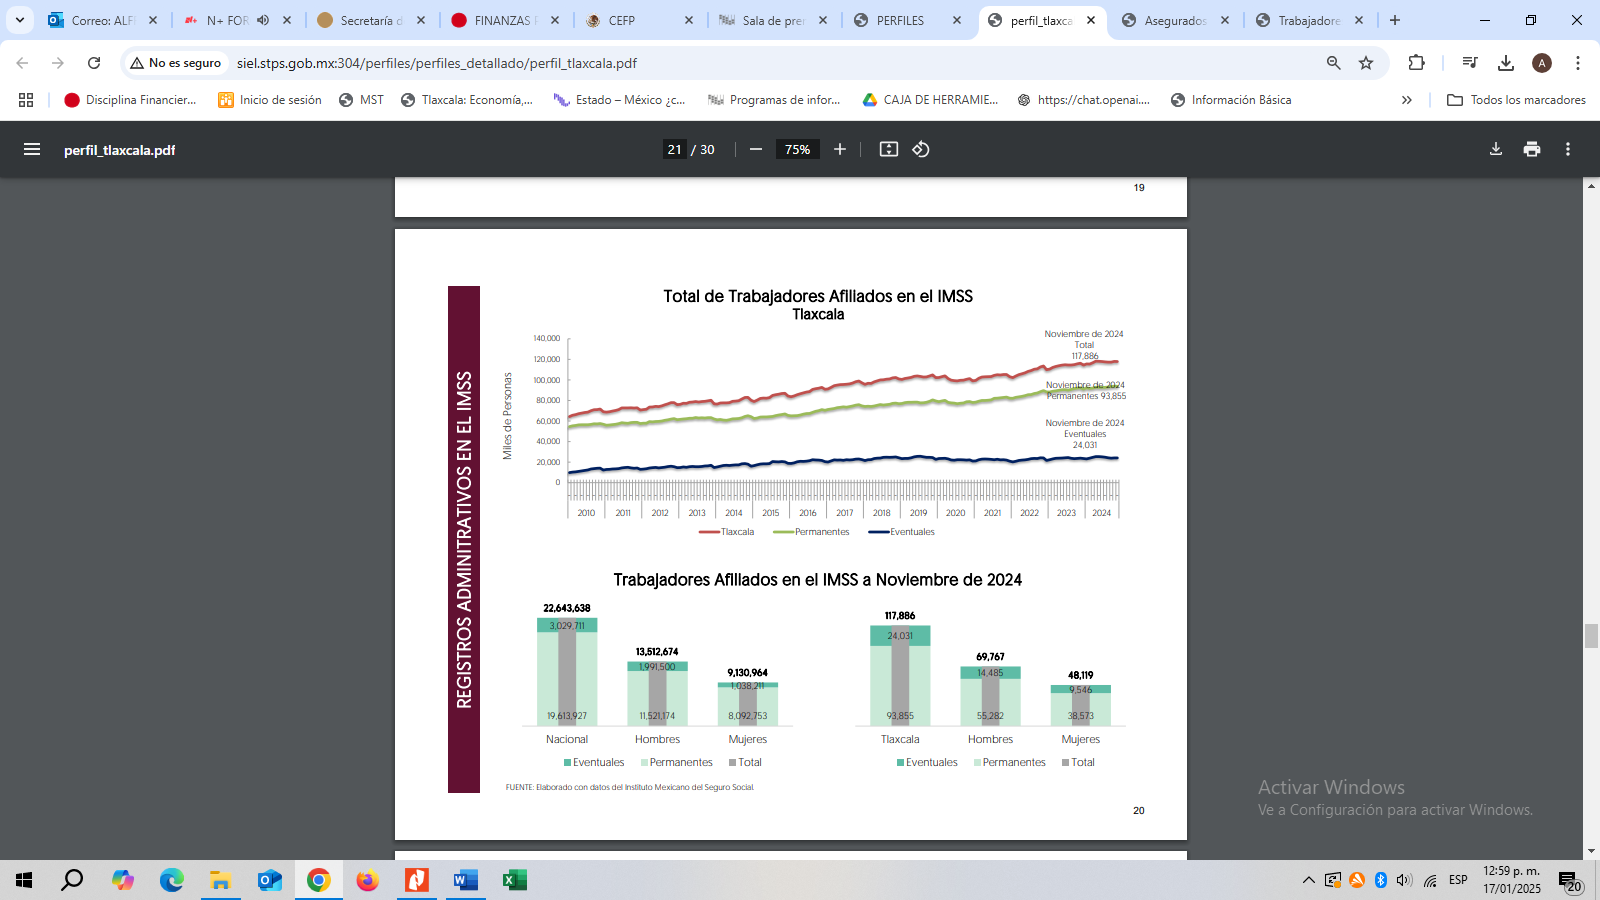 Correo: ALF
N+ FOR
Secretaría d
FINANZAS P
CEFP
Sala de pren
PERFILES
perfil_tlaxca
Asegurados
Trabajadore
No es seguro
siel.stps.gob.mx:304/perfiles/perfiles_detallado/perfil_tlaxcala.pdf
A
Disciplina Financier...
Inicio de sesión
MST
Tlaxcala: Economía,...
Estado – México ¿c...
Programas de infor...
CAJA DE HERRAMIE...
https://chat.openai....
Información Básica
»
Todos los marcadores
perfil_tlaxcala.pdf
21 / 30
75%
19
REGISTROS ADMINITRATIVOS EN EL IMSS
Total de Trabajadores Afiliados en el IMSS
Tlaxcala
Miles de Personas
140,000
120,000
100,000
80,000
60,000
40,000
20,000
0
Noviembre de 2024
Total
117,886
Noviembre de 2024
Permanentes 93,855
Noviembre de 2024
Eventuales
24,031
2010 2011 2012 2013 2014 2015 2016 2017 2018 2019 2020 2021 2022 2023 2024
Tlaxcala Permanentes Eventuales
Trabajadores Afiliados en el IMSS a Noviembre de 2024
22,643,638
3,029,711
19,613,927
13,512,674
1,991,500
11,521,174
9,130,964
1,038,211
8,092,753
Nacional Hombres Mujeres
Eventuales Permanentes Total
117,886
24,031
93,855
69,767
14,485
55,282
48,119
9,546
38,573
Tlaxcala Hombres Mujeres
Eventuales Permanentes Total
FUENTE: Elaborado con datos del Instituto Mexicano del Seguro Social.
20
Activar Windows
Ve a Configuración para activar Windows.
ESP
12:59 p. m.
17/01/2025
20